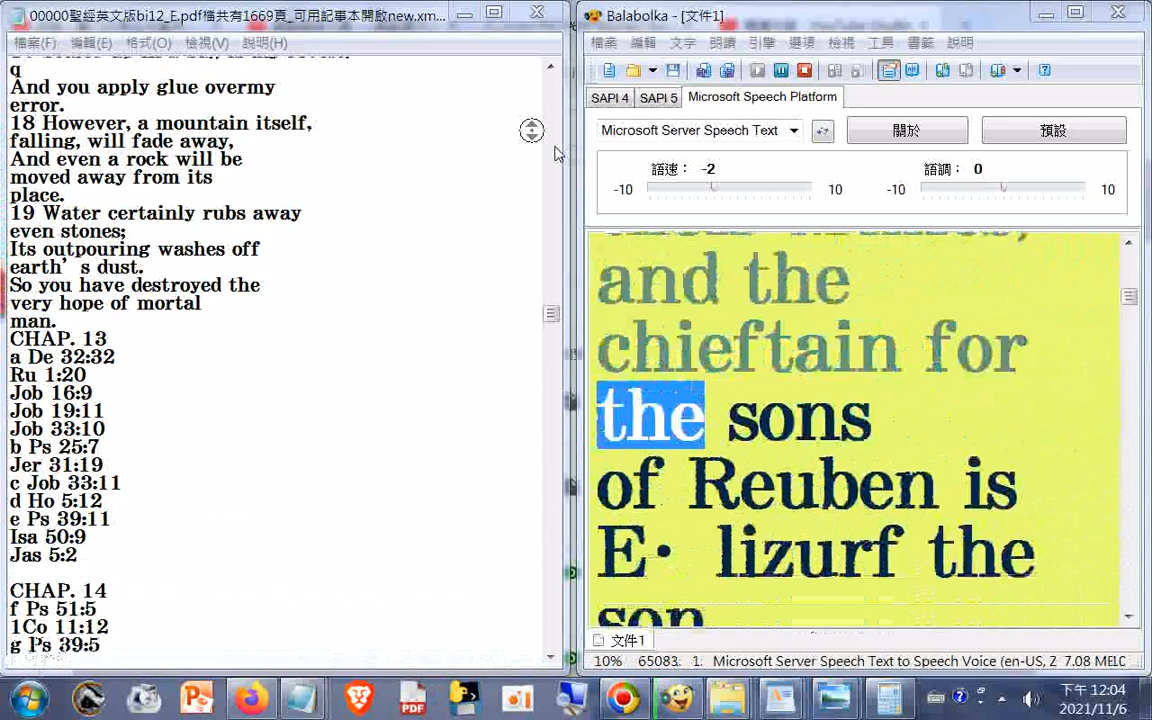 00000聖經英文版bi12_E.pdf檔共有1669頁_可用記事本開啟new.xm...
檔案(F) 編輯(E) 格式(O) 檢視(V) 說明(H)
q
And you apply glue overmy
error.
18 However, a mountain itself,
falling, will fade away,
And even a rock will be
moved away from its
place.
19 Water certainly rubs away
even stones;
Its outpouring washes off
earth’ s dust.
So you have destroyed the
very hope of mortal
man.
CHAP. 13
a De 32:32
Ru 1:20
Job 16:9
Job 19:11
Job 33:10
b Ps 25:7
Jer 31:19
c Job 33:11
d Ho 5:12
e Ps 39:11
Isa 50:9
Jas 5:2
CHAP. 14
f Ps 51:5
1Co 11:12
g Ps 39:5
Balabolka - [文件1]
檔案 編輯 文字 朗讀 引擎 選項 檢視 工具 書籤 說明
SAPI 4 SAPI 5 Microsoft Speech Platform
Microsoft Server Speech Text 關於 預設
語速: -2 語調: 0
-10 10 -10 10
and the
chieftain for
the sons
of Reuben is
E· lizurf the
son
文件1
10% 65083: 1: Microsoft Server Speech Text to Speech Voice (en-US, Z 7.08 MELO
PDF
下午 12:04
2021/11/6